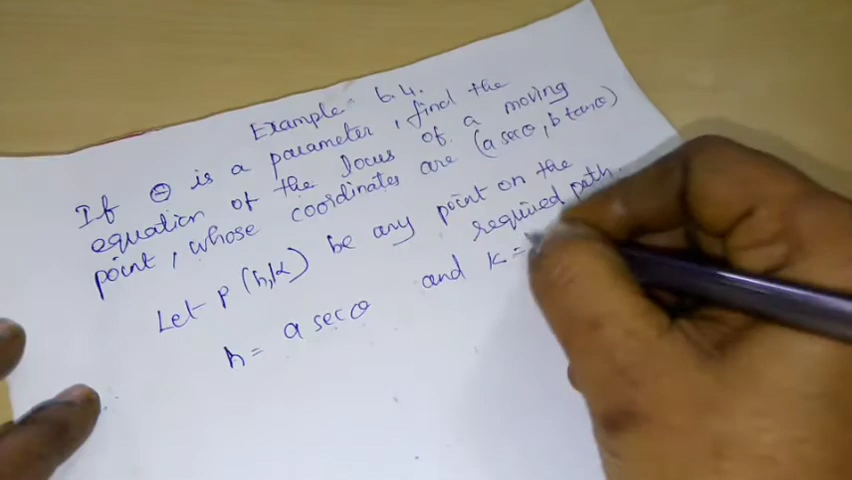 Example 6.4.
If θ is a parameter, find the
equation of the locus of a moving
point, whose coordinates are (a secθ, b tanθ)
Let P (h,k) be any point on the
required path.
h = a secθ and k =